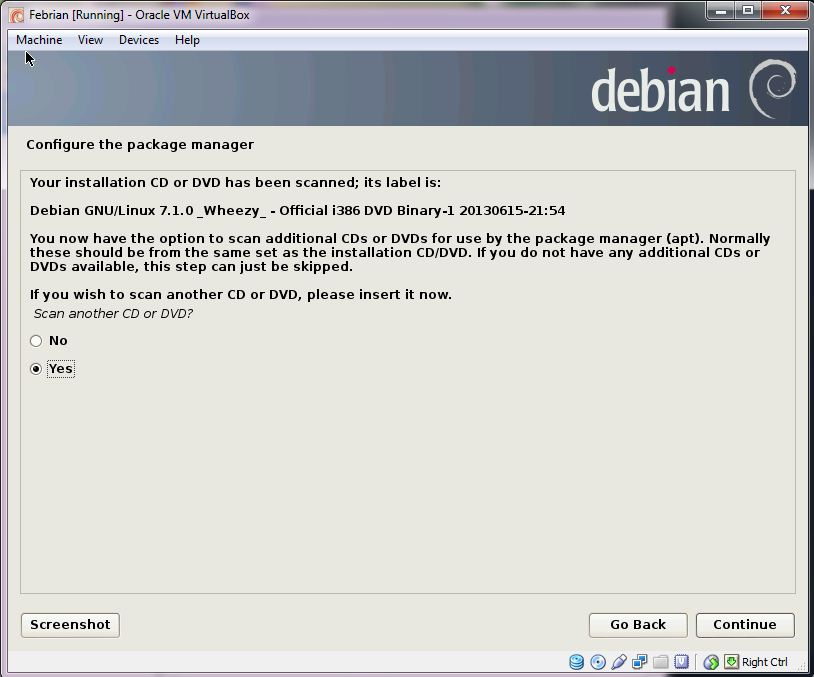 Febrian [Running] - Oracle VM VirtualBox
Machine View Devices Help
debian
Configure the package manager
Your installation CD or DVD has been scanned; its label is:
Debian GNU/Linux 7.1.0 _Wheezy_ - Official i386 DVD Binary-1 20130615-21:54
You now have the option to scan additional CDs or DVDs for use by the package manager (apt). Normally
these should be from the same set as the installation CD/DVD. If you do not have any additional CDs or
DVDs available, this step can just be skipped.
If you wish to scan another CD or DVD, please insert it now.
Scan another CD or DVD?
No
Yes
Screenshot Go Back Continue
Right Ctrl